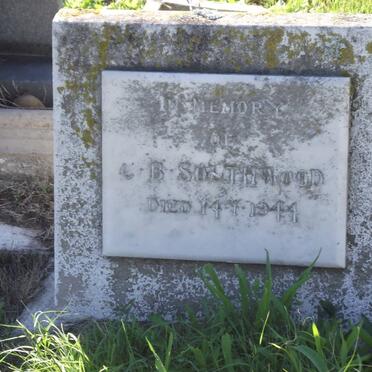 IN MEMORY
OF
C. B. SOUTHWOOD
DIED 14.4.1944